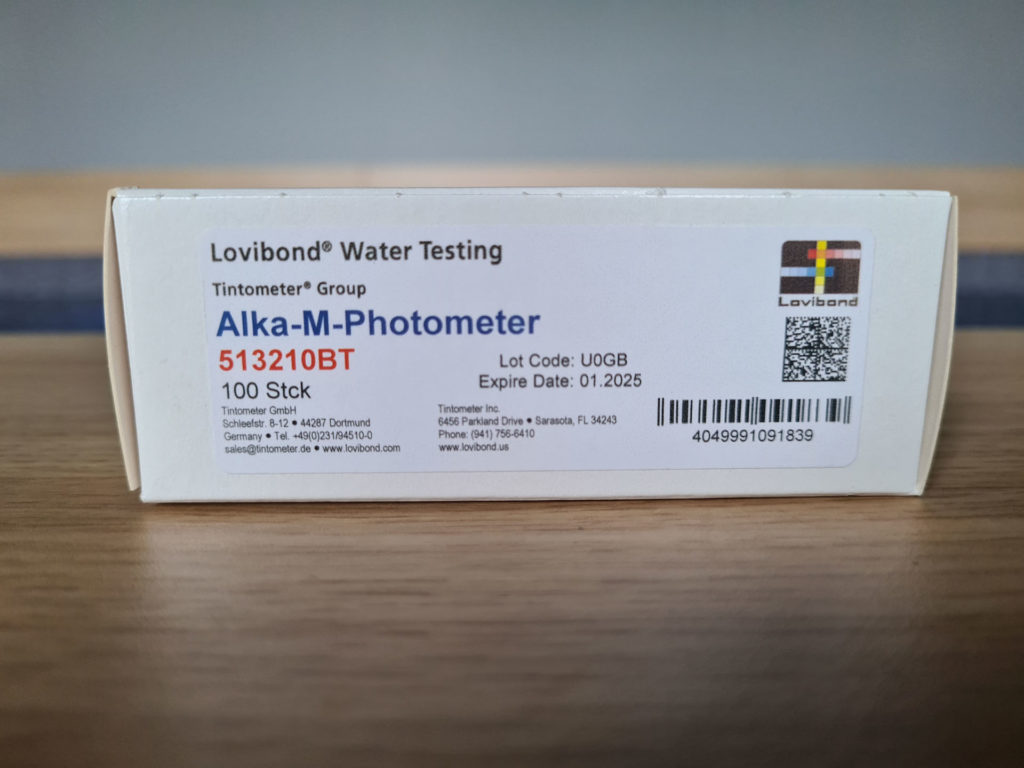 Lovibond® Water Testing
Tintometer® Group
Alka-M-Photometer
513210BT
100 Stck
Lot Code: U0GB
Expire Date: 01.2025
Tintometer GmbH
Schleefstr. 8-12 • 44287 Dortmund
Germany • Tel. +49(0)231/94510-0
sales@tintometer.de • www.lovibond.com
Tintometer Inc.
6456 Parkland Drive • Sarasota, FL 34243
Phone: (941) 756-6410
www.lovibond.us
Lovibond
4049991091839